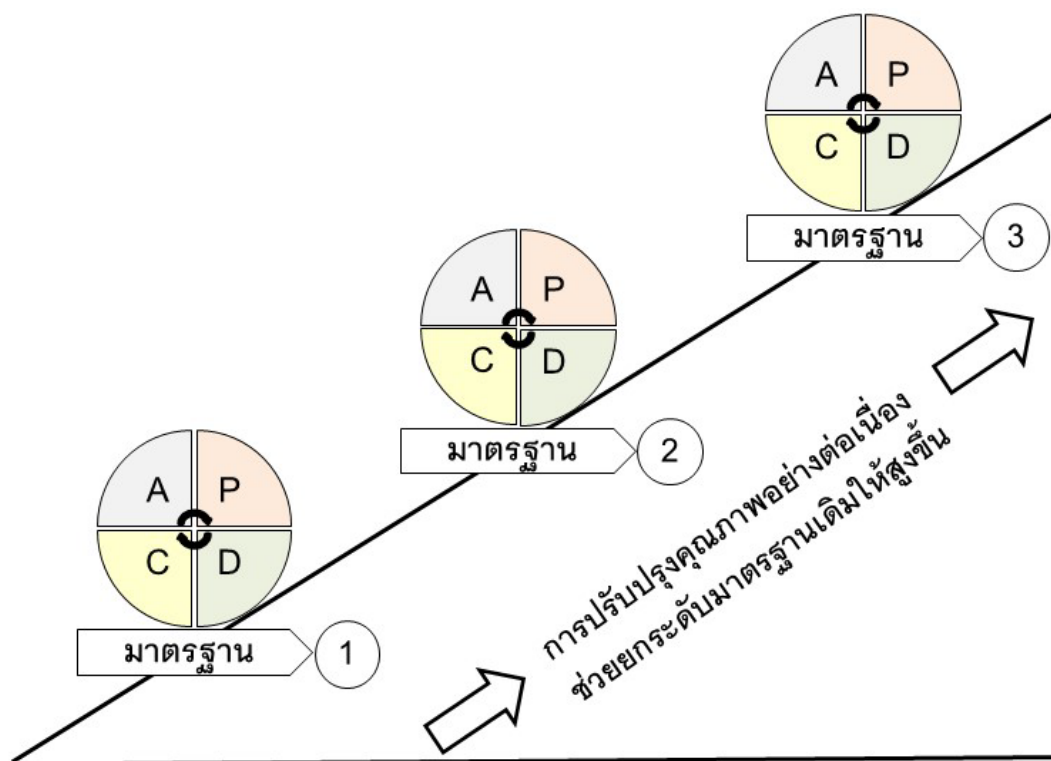 A P
C D
มาตรฐาน 3
A P
C D
มาตรฐาน 2
A P
C D
มาตรฐาน 1
การปรับปรุงคุณภาพอย่างต่อเนื่อง
ช่วยยกระดับมาตรฐานเดิมให้สูงขึ้น